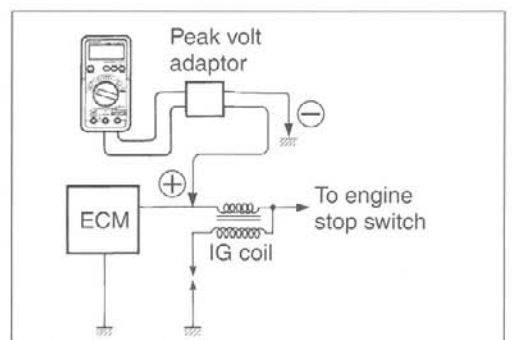 Peak volt
adaptor
ECM
To engine
stop switch
IG coil